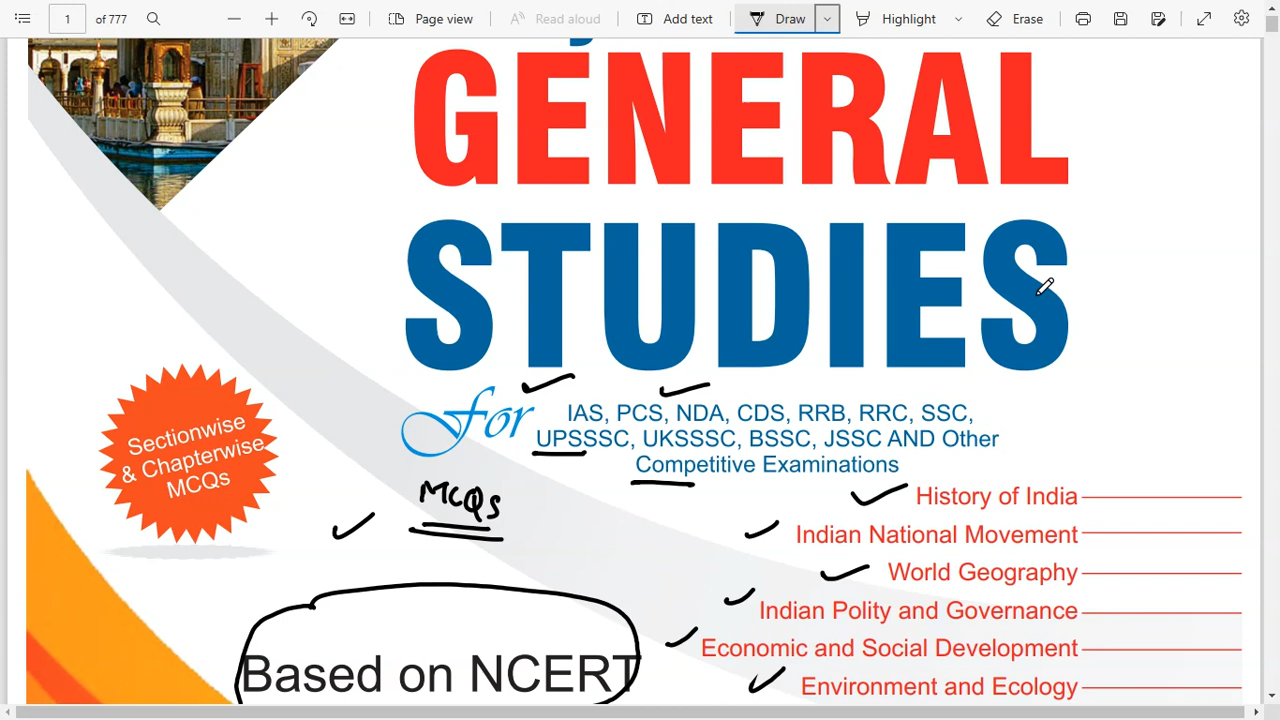 1 of 777 Page view Read aloud Add text Draw Highlight Erase
GENERAL
STUDIES
For IAS, PCS, NDA, CDS, RRB, RRC, SSC,
UPSSSC, UKSSSC, BSSC, JSSC AND Other
Competitive Examinations
Sectionwise
& Chapterwise
MCQs
MCQs
History of India
Indian National Movement
World Geography
Indian Polity and Governance
Economic and Social Development
Environment and Ecology
Based on NCERT